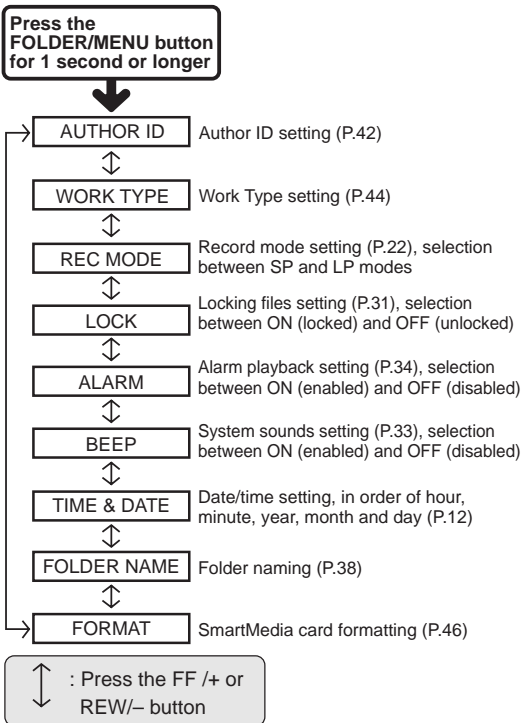 Press the
FOLDER/MENU button
for 1 second or longer
AUTHOR ID
Author ID setting (P.42)
WORK TYPE
Work Type setting (P.44)
REC MODE
Record mode setting (P.22), selection
between SP and LP modes
LOCK
Locking files setting (P.31), selection
between ON (locked) and OFF (unlocked)
ALARM
Alarm playback setting (P.34), selection
between ON (enabled) and OFF (disabled)
BEEP
System sounds setting (P.33), selection
between ON (enabled) and OFF (disabled)
TIME & DATE
Date/time setting, in order of hour,
minute, year, month and day (P.12)
FOLDER NAME
Folder naming (P.38)
FORMAT
SmartMedia card formatting (P.46)
: Press the FF /+ or
REW/– button